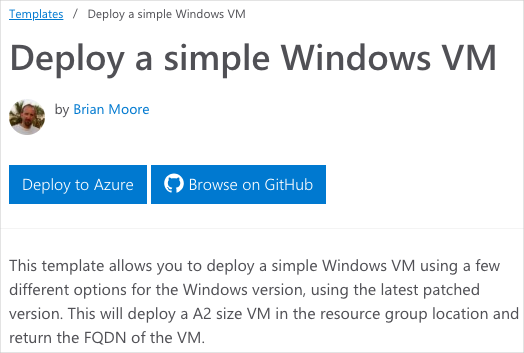 Templates / Deploy a simple Windows VM
Deploy a simple Windows VM
by Brian Moore
Deploy to Azure Browse on GitHub
This template allows you to deploy a simple Windows VM using a few
different options for the Windows version, using the latest patched
version. This will deploy a A2 size VM in the resource group location and
return the FQDN of the VM.